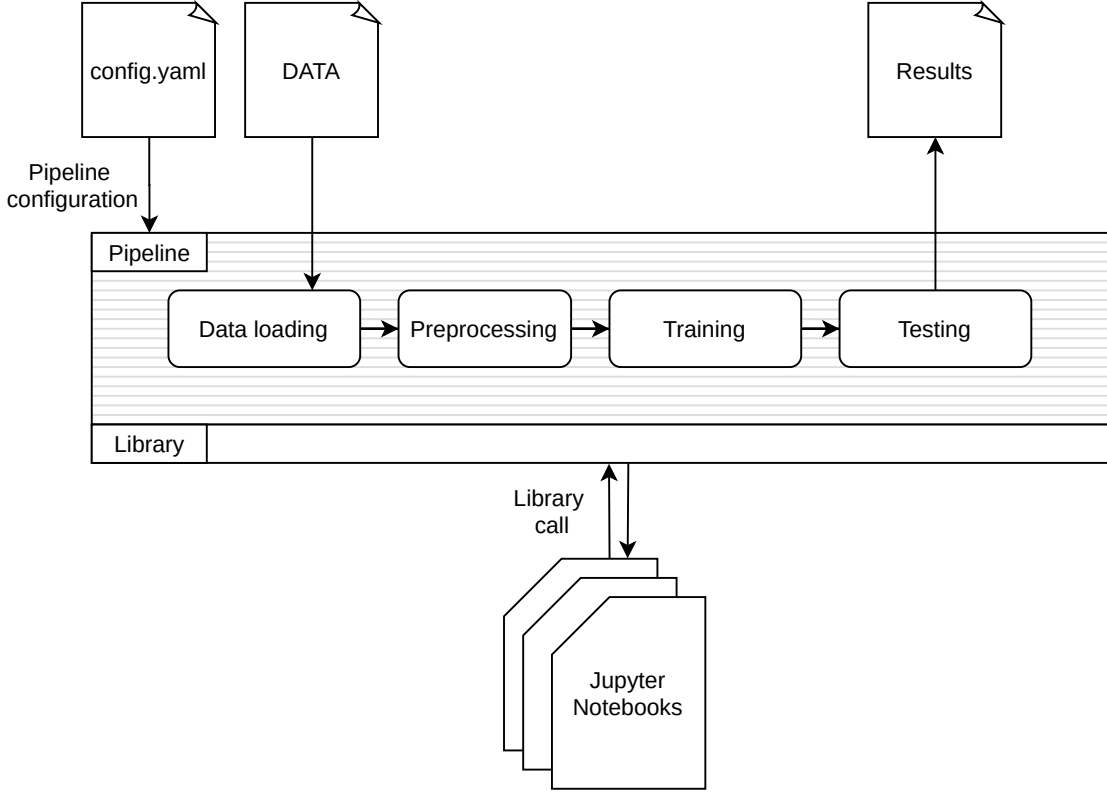 config.yaml
DATA
Results
Pipeline
configuration
Pipeline
Data loading
Preprocessing
Training
Testing
Library
Library
call
Jupyter
Notebooks